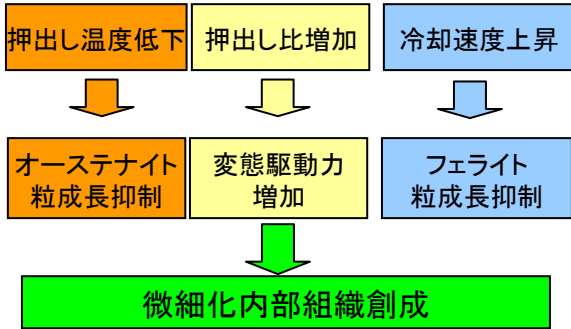 押出し温度低下
押出し比増加
冷却速度上昇
オーステナイト
粒成長抑制
変態駆動力
増加
フェライト
粒成長抑制
微細化内部組織創成